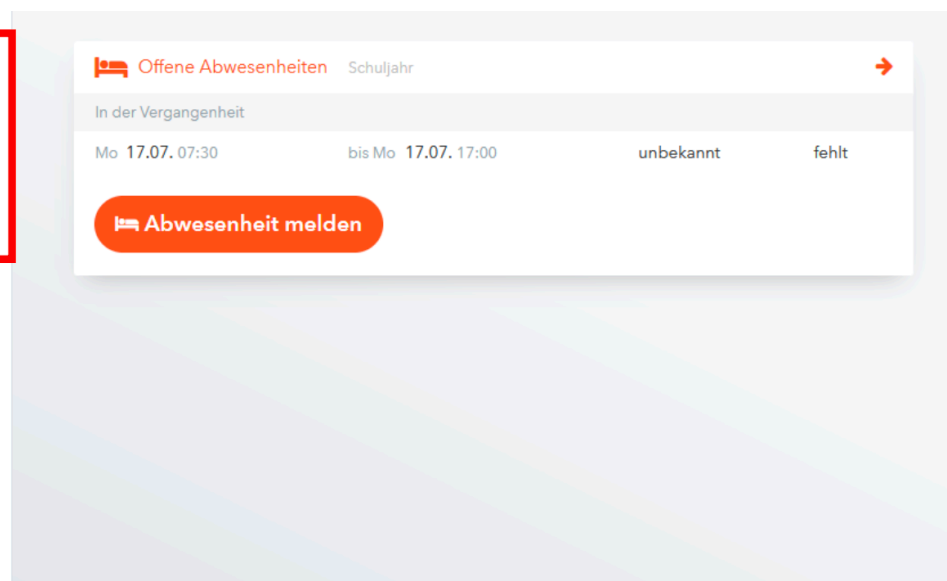 Offene Abwesenheiten Schuljahr
In der Vergangenheit
Mo 17.07. 07:30 bis Mo 17.07. 17:00 unbekannt fehlt
Abwesenheit melden